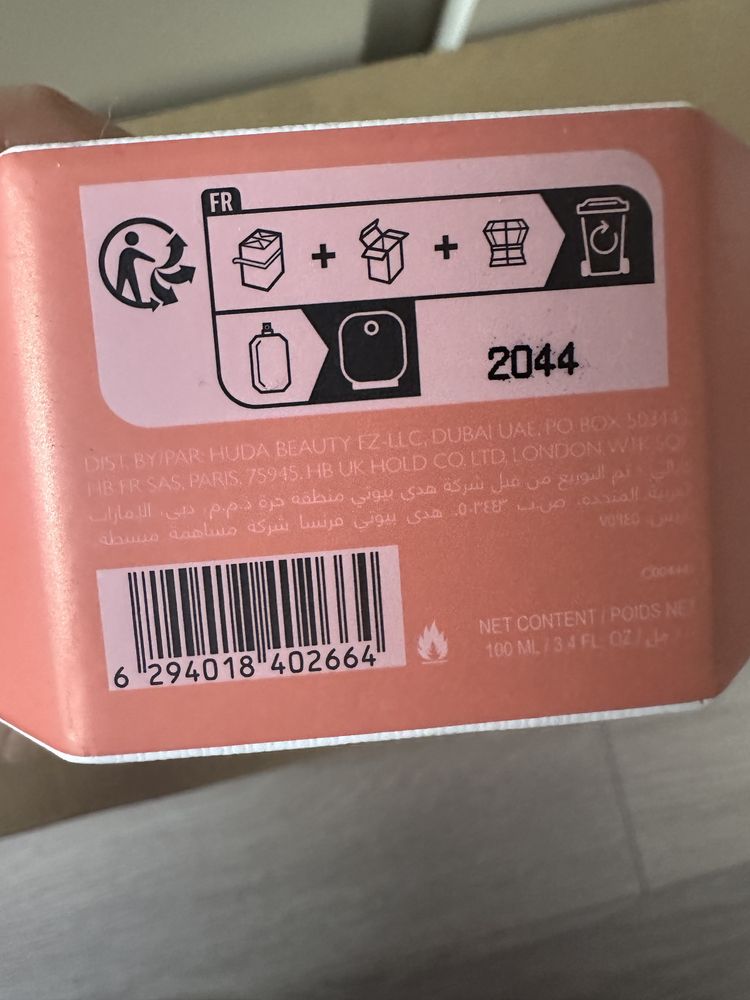 FR
+ +
2044
DIST. BY/PAR: HUDA BEAUTY FZ-LLC, DUBAI UAE, PO BOX 50344
HB FR SAS, PARIS, 75945. HB UK HOLD CO. LTD, LONDON, W1K
تم التوزيع من قبل شركة هدى بيوتي منطقة حرة ذ.م.م، دبي، الإمارات
العربية المتحدة، ص.ب ٥٠٣٤٤٣. هدى بيوتي فرنسا شركة مساهمة مبسطة
٧٥٩٤٥
6 294018 402664
NET CONTENT / POIDS NET
100 ML / 3.4 FL. OZ /